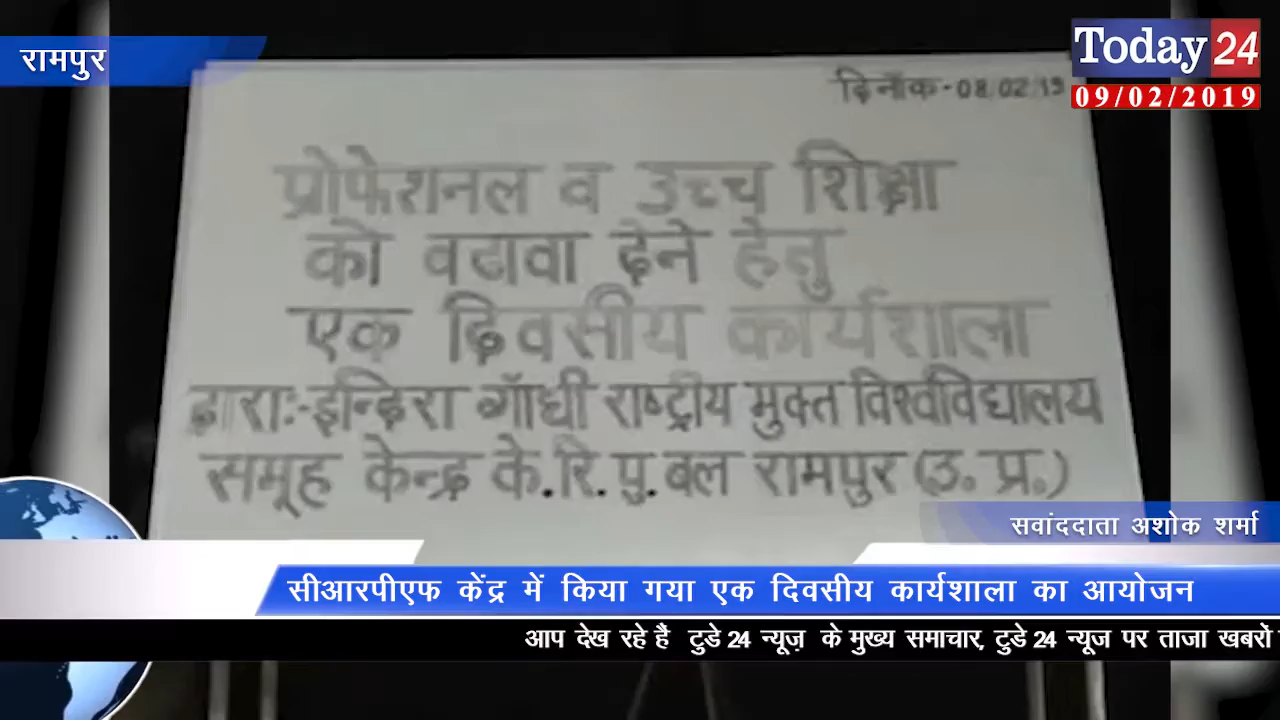 रामपुर
Today 24
09/02/2019
दिनॉक-08/02/19
प्रोफेशनल व उच्च शिक्षा
को वढावा देने हेतु
एक दिवसीय कार्यशाला
द्वाराः-इन्दिरा गॉधी राष्ट्रीय मुक्त विश्वविद्यालय
समूह केन्द्र के.रि.पु.बल रामपुर (उ. प्र.)
सवांददाता अशोक शर्मा
सीआरपीएफ केंद्र में किया गया एक दिवसीय कार्यशाला का आयोजन
आप देख रहे हैं टुडे 24 न्यूज़ के मुख्य समाचार, टुडे 24 न्यूज पर ताजा खबरों